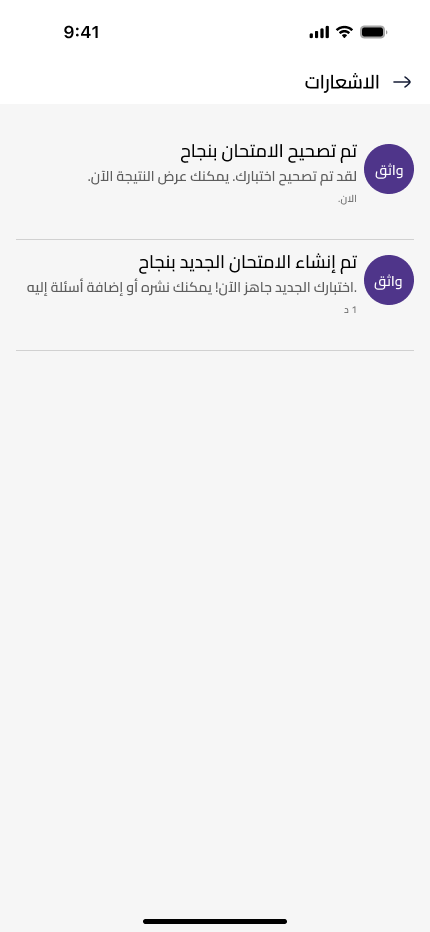 9:41
الاشعارات
واثق
تم تصحيح الامتحان بنجاح
لقد تم تصحيح اختبارك. يمكنك عرض النتيجة الآن.
الان.
واثق
تم إنشاء الامتحان الجديد بنجاح
.اختبارك الجديد جاهز الآن! يمكنك نشره أو إضافة أسئلة إليه
1 د